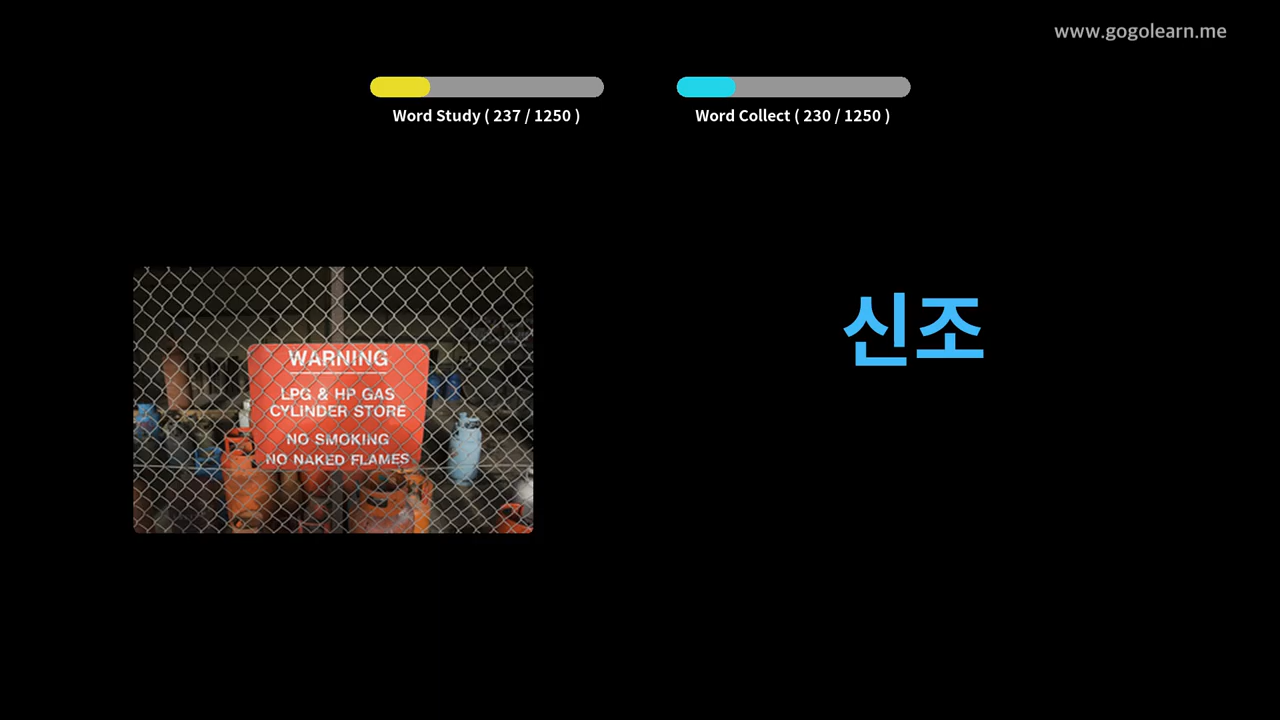 www.gogolearn.me
Word Study ( 237 / 1250 )
Word Collect ( 230 / 1250 )
WARNING
LPG & HP GAS
CYLINDER STORE
NO SMOKING
NO NAKED FLAMES
신조